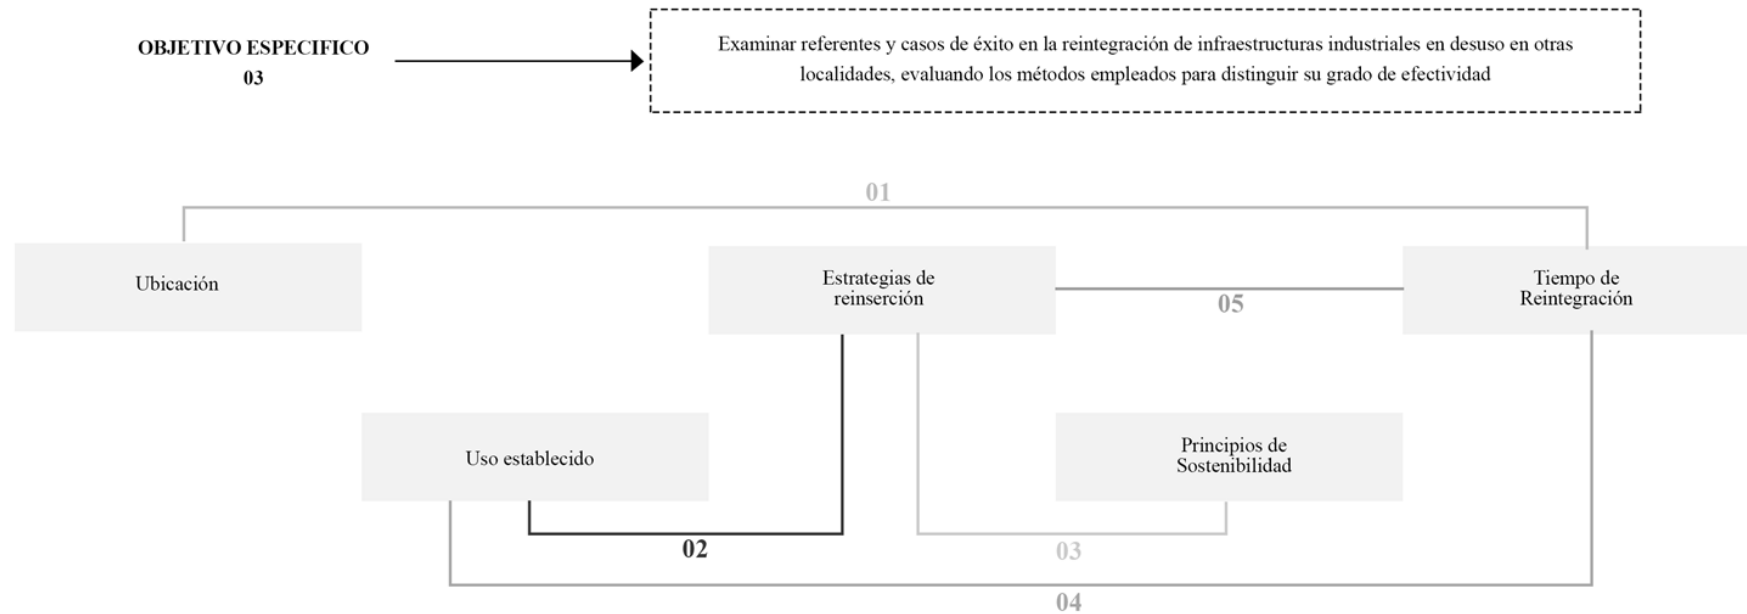 OBJETIVO ESPECIFICO
03
Examinar referentes y casos de éxito en la reintegración de infraestructuras industriales en desuso en otras
localidades, evaluando los métodos empleados para distinguir su grado de efectividad
01
Ubicación
Estrategias de
reinserción
05
Tiempo de
Reintegración
Uso establecido
Principios de
Sostenibilidad
02
03
04